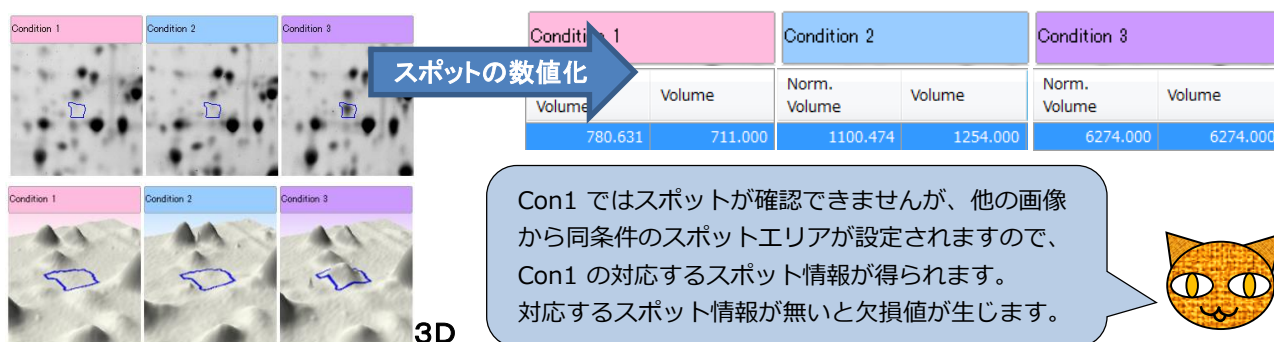 Condition 1
Condition 2
Condition 3
スポットの数値化
Condition 1
Condition 2
Condition 3
Volume
Volume
Norm.
Volume
Volume
Norm.
Volume
Volume
780.631
711.000
1100.474
1254.000
6274.000
6274.000
Condition 1
Condition 2
Condition 3
3D
Con1 ではスポットが確認できませんが、他の画像
から同条件のスポットエリアが設定されますので、
Con1 の対応するスポット情報が得られます。
対応するスポット情報が無いと欠損値が生じます。